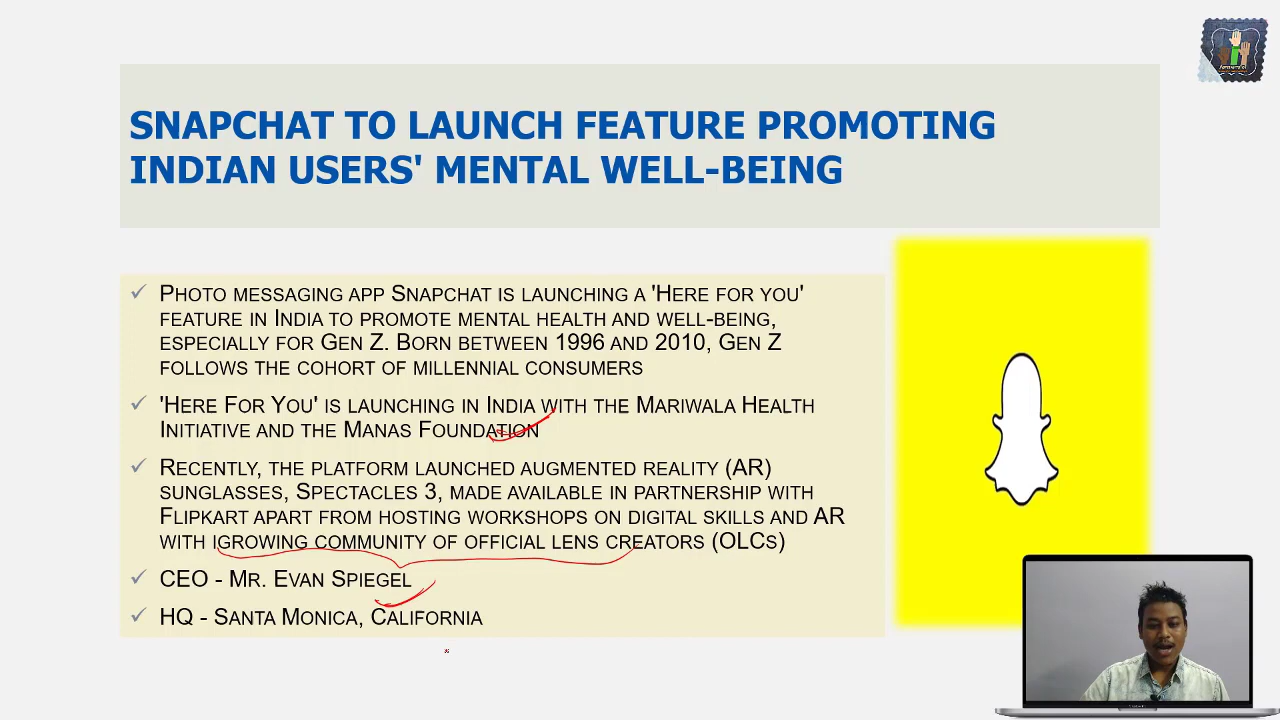 SNAPCHAT TO LAUNCH FEATURE PROMOTING
INDIAN USERS' MENTAL WELL-BEING
PHOTO MESSAGING APP SNAPCHAT IS LAUNCHING A 'HERE FOR YOU'
FEATURE IN INDIA TO PROMOTE MENTAL HEALTH AND WELL-BEING,
ESPECIALLY FOR GEN Z. BORN BETWEEN 1996 AND 2010, GEN Z
FOLLOWS THE COHORT OF MILLENNIAL CONSUMERS
'HERE FOR YOU' IS LAUNCHING IN INDIA WITH THE MARIWALA HEALTH
INITIATIVE AND THE MANAS FOUNDATION
RECENTLY, THE PLATFORM LAUNCHED AUGMENTED REALITY (AR)
SUNGLASSES, SPECTACLES 3, MADE AVAILABLE IN PARTNERSHIP WITH
FLIPKART APART FROM HOSTING WORKSHOPS ON DIGITAL SKILLS AND AR
WITH IGROWING COMMUNITY OF OFFICIAL LENS CREATORS (OLCS)
CEO - MR. EVAN SPIEGEL
HQ - SANTA MONICA, CALIFORNIA